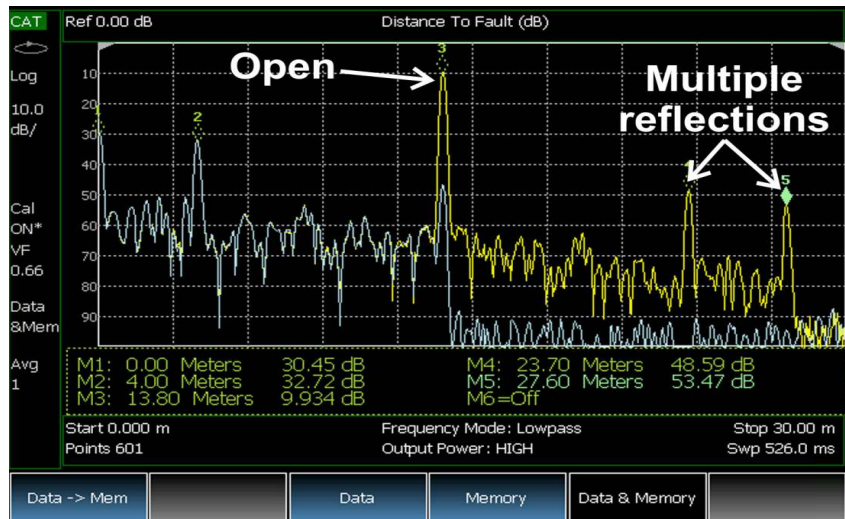 CAT Ref 0.00 dB Distance To Fault (dB)
Log
10.0
dB/
Cal
ON*
VF
0.66
Data
&Mem
Avg
1
Open
Multiple
reflections
10
20
30
40
50
60
70
80
90
1
2
3
5
M1: 0.00 Meters 30.45 dB M4: 23.70 Meters 48.59 dB
M2: 4.00 Meters 32.72 dB M5: 27.60 Meters 53.47 dB
M3: 13.80 Meters 9.934 dB M6=Off
Start 0.000 m Frequency Mode: Lowpass Stop 30.00 m
Points 601 Output Power: HIGH Swp 526.0 ms
Data -> Mem Data Memory Data & Memory